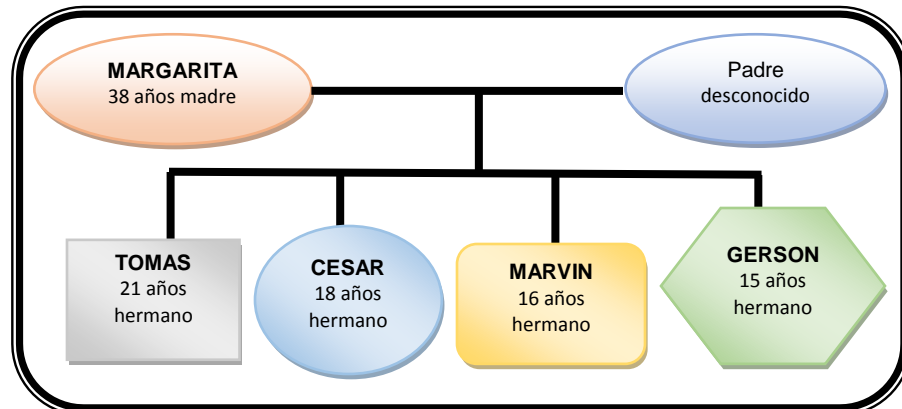 MARGARITA
38 años madre
Padre
desconocido
TOMAS
21 años
hermano
CESAR
18 años
hermano
MARVIN
16 años
hermano
GERSON
15 años
hermano